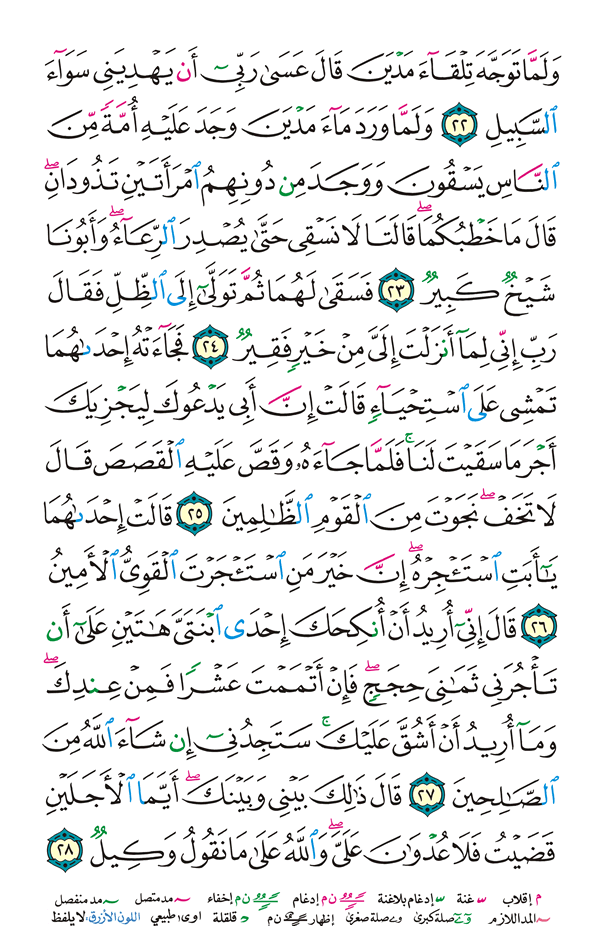 وَلَمَّا تَوَجَّهَ تِلْقَآءَ مَدْيَنَ قَالَ عَسَىٰ رَبِّىٓ أَن يَهْدِيَنِى سَوَآءَ
ٱلسَّبِيلِ ٢٢ وَلَمَّا وَرَدَ مَآءَ مَدْيَنَ وَجَدَ عَلَيْهِ أُمَّةً مِّنَ
ٱلنَّاسِ يَسْقُونَ وَوَجَدَ مِن دُونِهِمُ ٱمْرَأَتَيْنِ تَذُودَانِ ۖ
قَالَ مَا خَطْبُكُمَا ۖ قَالَتَا لَا نَسْقِى حَتَّىٰ يُصْدِرَ ٱلرِّعَآءُ ۖ وَأَبُونَا
شَيْخٌ كَبِيرٌ ٢٣ فَسَقَىٰ لَهُمَا ثُمَّ تَوَلَّىٰٓ إِلَى ٱلظِّلِّ فَقَالَ
رَبِّ إِنِّى لِمَآ أَنزَلْتَ إِلَىَّ مِنْ خَيْرٍ فَقِيرٌ ٢٤ فَجَآءَتْهُ إِحْدَىٰهُمَا
تَمْشِى عَلَى ٱسْتِحْيَآءٍ قَالَتْ إِنَّ أَبِى يَدْعُوكَ لِيَجْزِيَكَ
أَجْرَ مَا سَقَيْتَ لَنَا ۚ فَلَمَّا جَآءَهُۥ وَقَصَّ عَلَيْهِ ٱلْقَصَصَ قَالَ
لَا تَخَفْ ۖ نَجَوْتَ مِنَ ٱلْقَوْمِ ٱلظَّٰلِمِينَ ٢٥ قَالَتْ إِحْدَىٰهُمَا
يَٰٓأَبَتِ ٱسْتَـْٔجِرْهُ ۖ إِنَّ خَيْرَ مَنِ ٱسْتَـْٔجَرْتَ ٱلْقَوِىُّ ٱلْأَمِينُ
٢٦ قَالَ إِنِّىٓ أُرِيدُ أَنْ أُنكِحَكَ إِحْدَى ٱبْنَتَىَّ هَٰتَيْنِ عَلَىٰٓ أَن
تَأْجُرَنِى ثَمَٰنِىَ حِجَجٍ ۖ فَإِنْ أَتْمَمْتَ عَشْرًا فَمِنْ عِندِكَ ۖ
وَمَآ أُرِيدُ أَنْ أَشُقَّ عَلَيْكَ ۚ سَتَجِدُنِىٓ إِن شَآءَ ٱللَّهُ مِنَ
ٱلصَّٰلِحِينَ ٢٧ قَالَ ذَٰلِكَ بَيْنِى وَبَيْنَكَ ۖ أَيَّمَا ٱلْأَجَلَيْنِ
قَضَيْتُ فَلَا عُدْوَٰنَ عَلَىَّ ۖ وَٱللَّهُ عَلَىٰ مَا نَقُولُ وَكِيلٌ ٢٨
م إقلاب س غنة س إدغام بلاغنة ن م إدغام ن م إخفاء مد متصل مد منفصل
المد اللازم صلة كبرى صلة صغرى إظهار ن م د قلقلة اوى طبيعي اللون الأزرق: لا يلفظ